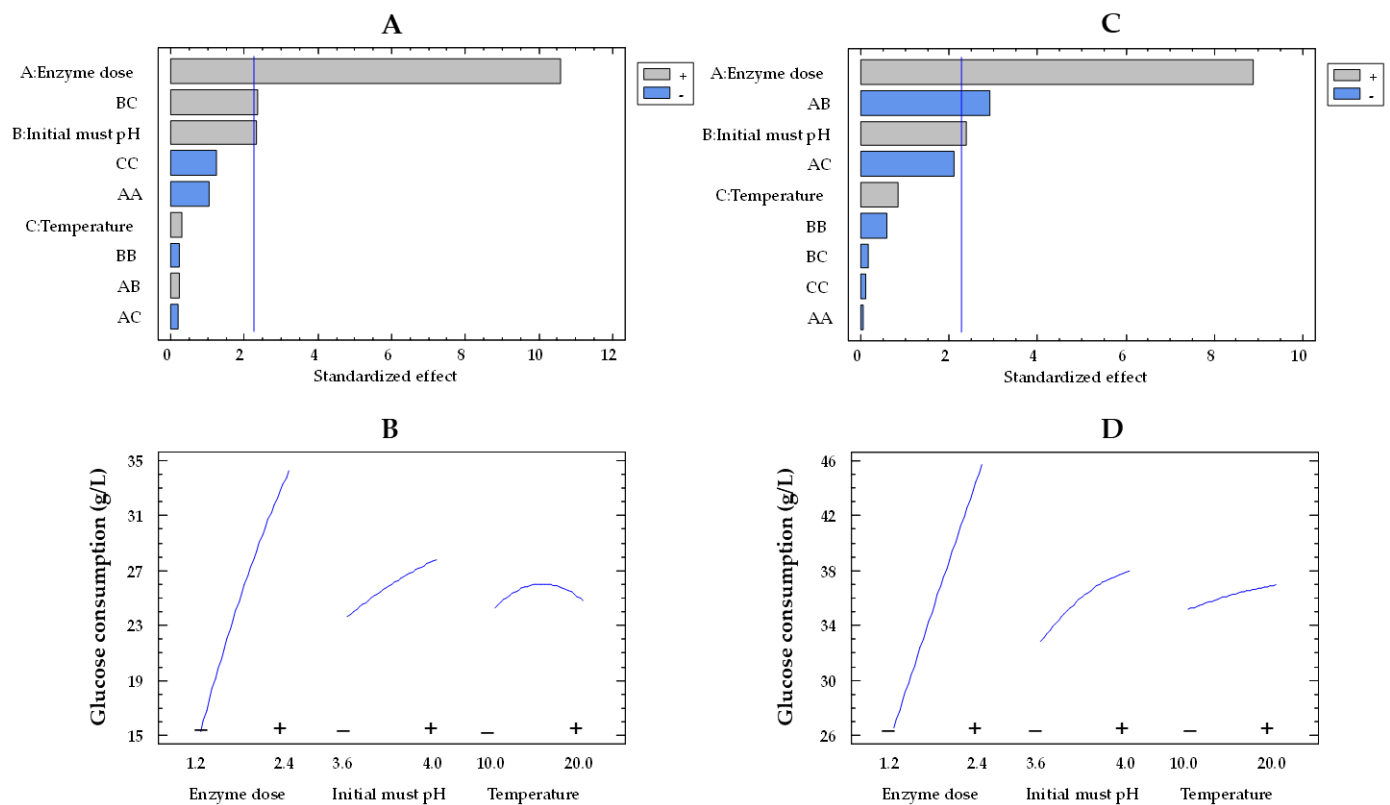 A
A:Enzyme dose
BC
B:Initial must pH
CC
AA
C:Temperature
BB
AB
AC
0 2 4 6 8 10 12
Standardized effect
+
-
C
A:Enzyme dose
AB
B:Initial must pH
AC
C:Temperature
BB
BC
CC
AA
0 2 4 6 8 10
Standardized effect
+
-
B
Glucose consumption (g/L)
35
31
27
23
19
15
− + − + − +
1.2 2.4 3.6 4.0 10.0 20.0
Enzyme dose Initial must pH Temperature
D
Glucose consumption (g/L)
46
42
38
34
30
26
− + − + − +
1.2 2.4 3.6 4.0 10.0 20.0
Enzyme dose Initial must pH Temperature